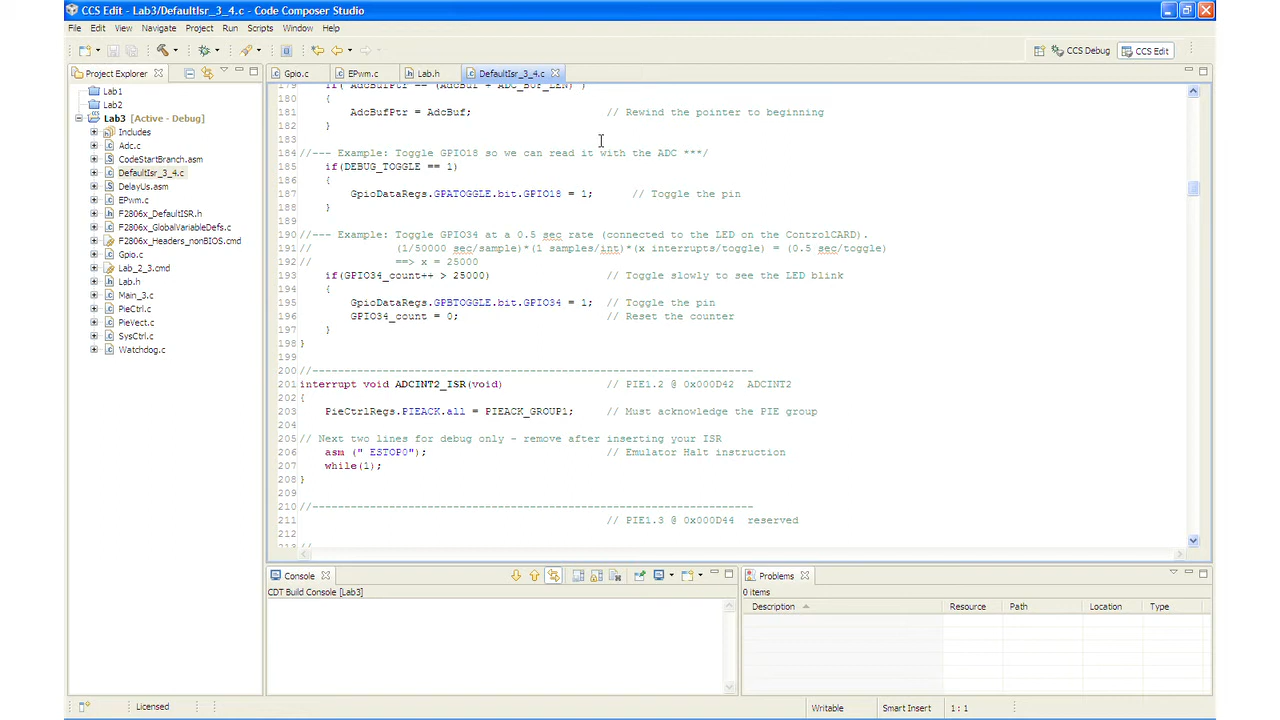 CCS Edit - Lab3/DefaultIsr_3_4.c - Code Composer Studio
File Edit View Navigate Project Run Scripts Window Help
CCS Debug CCS Edit
Project Explorer
Gpio.c EPwm.c Lab.h DefaultIsr_3_4.c
Lab1
Lab2
Lab3 [Active - Debug]
Includes
Adc.c
CodeStartBranch.asm
DefaultIsr_3_4.c
DelayUs.asm
EPwm.c
F2806x_DefaultISR.h
F2806x_GlobalVariableDefs.c
F2806x_Headers_nonBIOS.cmd
Gpio.c
Lab_2_3.cmd
Lab.h
Main_3.c
PieCtrl.c
PieVect.c
SysCtrl.c
Watchdog.c
179 if( AdcBufPtr == (AdcBuf + ADC_BUF_LEN) )
180 {
181 AdcBufPtr = AdcBuf; // Rewind the pointer to beginning
182 }
183
184 //--- Example: Toggle GPIO18 so we can read it with the ADC ***/
185 if(DEBUG_TOGGLE == 1)
186 {
187 GpioDataRegs.GPATOGGLE.bit.GPIO18 = 1; // Toggle the pin
188 }
189
190 //--- Example: Toggle GPIO34 at a 0.5 sec rate (connected to the LED on the ControlCARD).
191 // (1/50000 sec/sample)*(1 samples/int)*(x interrupts/toggle) = (0.5 sec/toggle)
192 // ==> x = 25000
193 if(GPIO34_count++ > 25000) // Toggle slowly to see the LED blink
194 {
195 GpioDataRegs.GPBTOGGLE.bit.GPIO34 = 1; // Toggle the pin
196 GPIO34_count = 0; // Reset the counter
197 }
198 }
199
200 //---------------------------------------------------------------------
201 interrupt void ADCINT2_ISR(void) // PIE1.2 @ 0x000D42 ADCINT2
202 {
203 PieCtrlRegs.PIEACK.all = PIEACK_GROUP1; // Must acknowledge the PIE group
204
205 // Next two lines for debug only - remove after inserting your ISR
206 asm (" ESTOP0"); // Emulator Halt instruction
207 while(1);
208 }
209
210 //---------------------------------------------------------------------
211 // PIE1.3 @ 0x000D44 reserved
212
Console
CDT Build Console [Lab3]
Problems
0 items
Description Resource Path Location Type
Licensed Writable Smart Insert 1 : 1